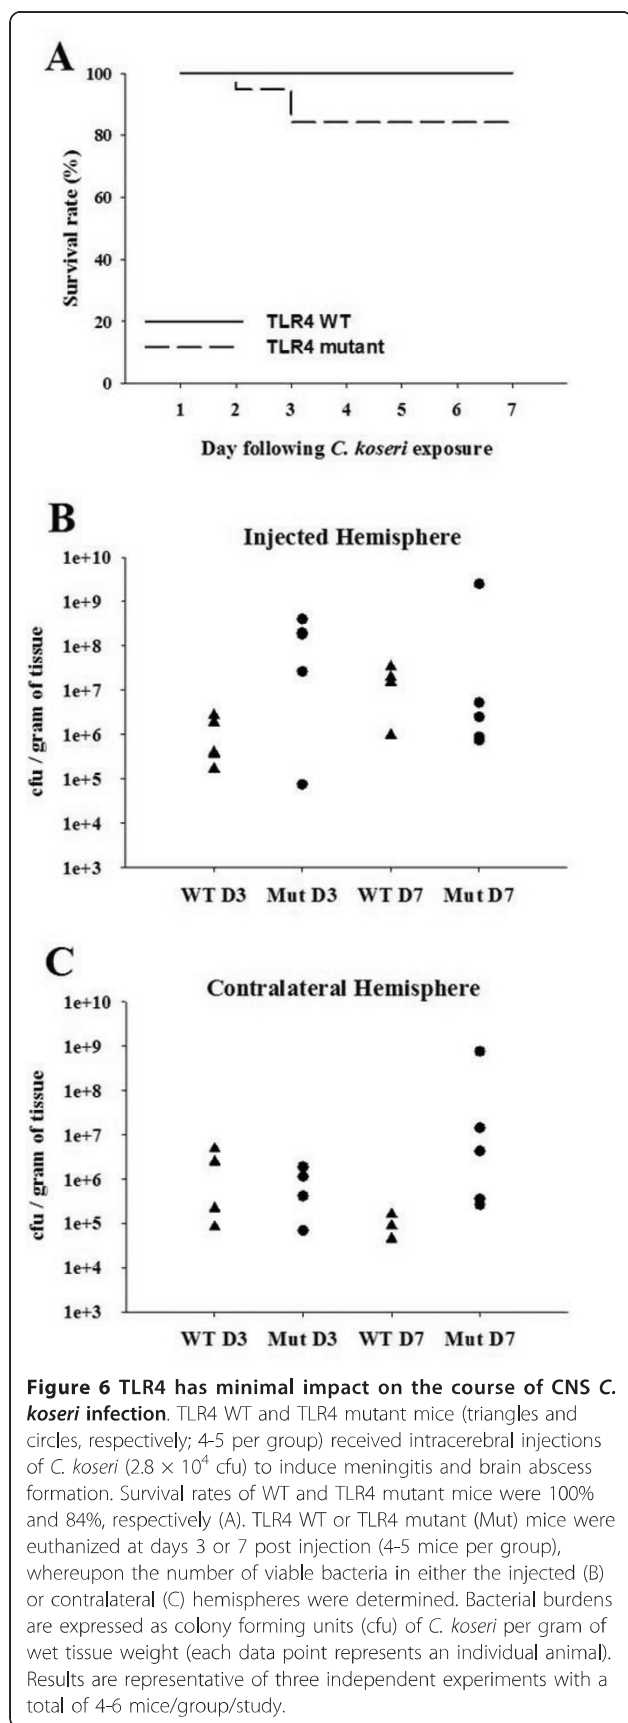 A
100
80
60
40
20
0
Survival rate (%)
TLR4 WT
TLR4 mutant
1 2 3 4 5 6 7
Day following C. koseri exposure
B
Injected Hemisphere
1e+10
1e+9
1e+8
1e+7
1e+6
1e+5
1e+4
1e+3
cfu / gram of tissue
WT D3 Mut D3 WT D7 Mut D7
C
Contralateral Hemisphere
1e+10
1e+9
1e+8
1e+7
1e+6
1e+5
1e+4
1e+3
cfu / gram of tissue
WT D3 Mut D3 WT D7 Mut D7
Figure 6 TLR4 has minimal impact on the course of CNS C.
koseri infection. TLR4 WT and TLR4 mutant mice (triangles and
circles, respectively; 4-5 per group) received intracerebral injections
of C. koseri (2.8 × 10⁴ cfu) to induce meningitis and brain abscess
formation. Survival rates of WT and TLR4 mutant mice were 100%
and 84%, respectively (A). TLR4 WT or TLR4 mutant (Mut) mice were
euthanized at days 3 or 7 post injection (4-5 mice per group),
whereupon the number of viable bacteria in either the injected (B)
or contralateral (C) hemispheres were determined. Bacterial burdens
are expressed as colony forming units (cfu) of C. koseri per gram of
wet tissue weight (each data point represents an individual animal).
Results are representative of three independent experiments with a
total of 4-6 mice/group/study.